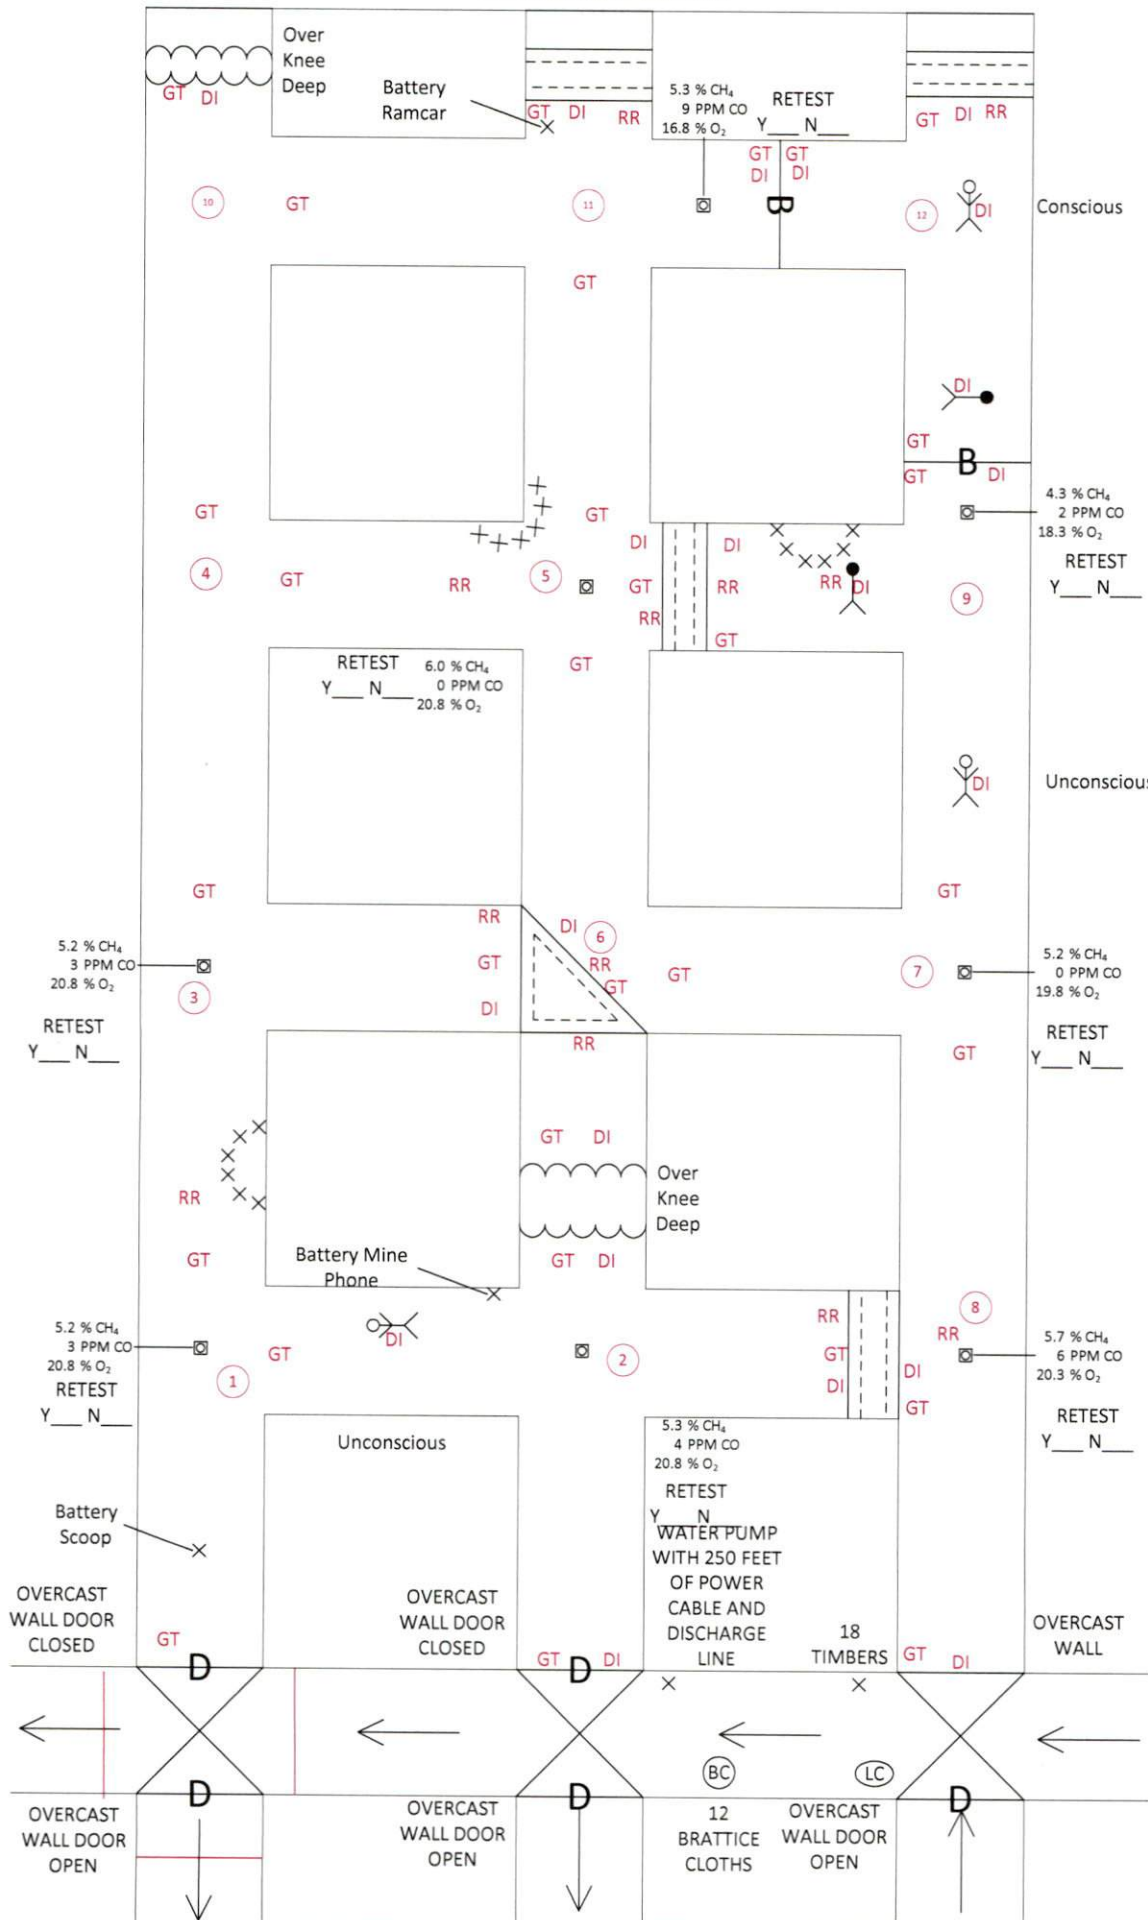 Over
Knee
Deep
GT DI
Battery
Ramcar
GT DI RR
5.3 % CH₄
9 PPM CO
16.8 % O₂
RETEST
Y___ N___
GT GT
DI DI
GT DI RR
10
GT
11
B
12
DI
Conscious
GT
DI
GT
B
GT
DI
4.3 % CH₄
2 PPM CO
18.3 % O₂
RETEST
Y___ N___
GT
GT
DI
DI
4
GT
RR
5
GT
RR
RR DI
9
RR
GT
GT
RETEST
Y___ N___
6.0 % CH₄
0 PPM CO
20.8 % O₂
DI
Unconscious
GT
GT
RR
DI
6
5.2 % CH₄
3 PPM CO
20.8 % O₂
GT
RR
GT
GT
7
5.2 % CH₄
0 PPM CO
19.8 % O₂
3
DI
RETEST
Y___ N___
RR
GT
RETEST
Y___ N___
GT DI
Over
Knee
Deep
RR
GT
Battery Mine
Phone
GT DI
5.2 % CH₄
3 PPM CO
20.8 % O₂
DI
RR
8
RR
5.7 % CH₄
6 PPM CO
20.3 % O₂
GT
1
2
GT
DI
DI
GT
RETEST
Y___ N___
RETEST
Y___ N___
Unconscious
5.3 % CH₄
4 PPM CO
20.8 % O₂
RETEST
Y___ N___
Battery
Scoop
WATER PUMP
WITH 250 FEET
OF POWER
CABLE AND
DISCHARGE
LINE
OVERCAST
WALL DOOR
CLOSED
OVERCAST
WALL DOOR
CLOSED
18
TIMBERS
OVERCAST
WALL
GT
D
GT D DI
GT DI
BC
LC
D
D
D
OVERCAST
WALL DOOR
OPEN
OVERCAST
WALL DOOR
OPEN
12
BRATTICE
CLOTHS
OVERCAST
WALL DOOR
OPEN